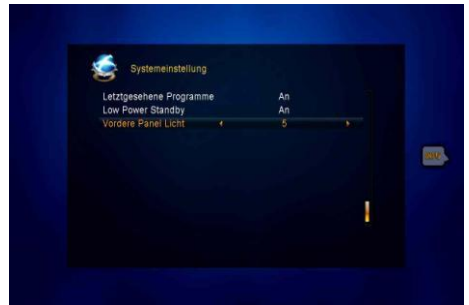 Systemeinstellung
Letztgesehene Programme An
Low Power Standby An
Vordere Panel Licht 5